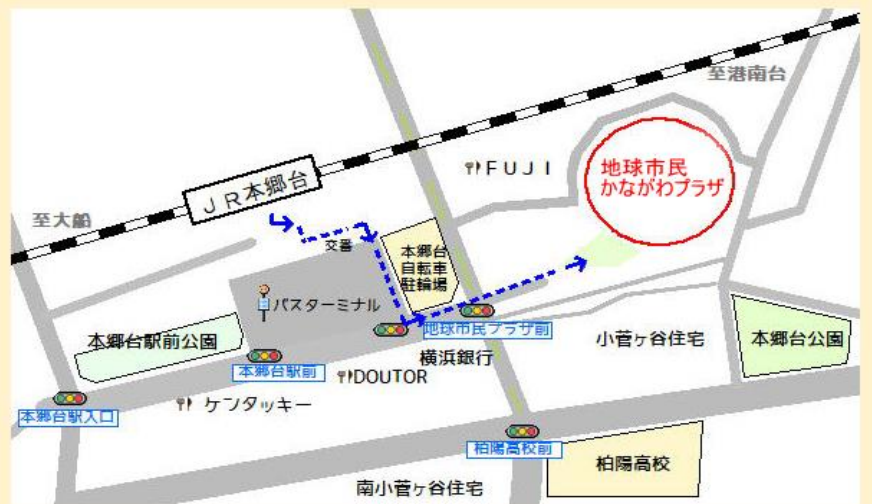 至港南台
FUJI
地球市民
かながわプラザ
JR本郷台
至大船
交番
本郷台
自転車
駐輪場
バスターミナル
地球市民プラザ前
小菅ヶ谷住宅
本郷台公園
本郷台駅前公園
横浜銀行
本郷台駅前
DOUTOR
ケンタッキー
本郷台駅入口
柏陽高校前
柏陽高校
南小菅ヶ谷住宅